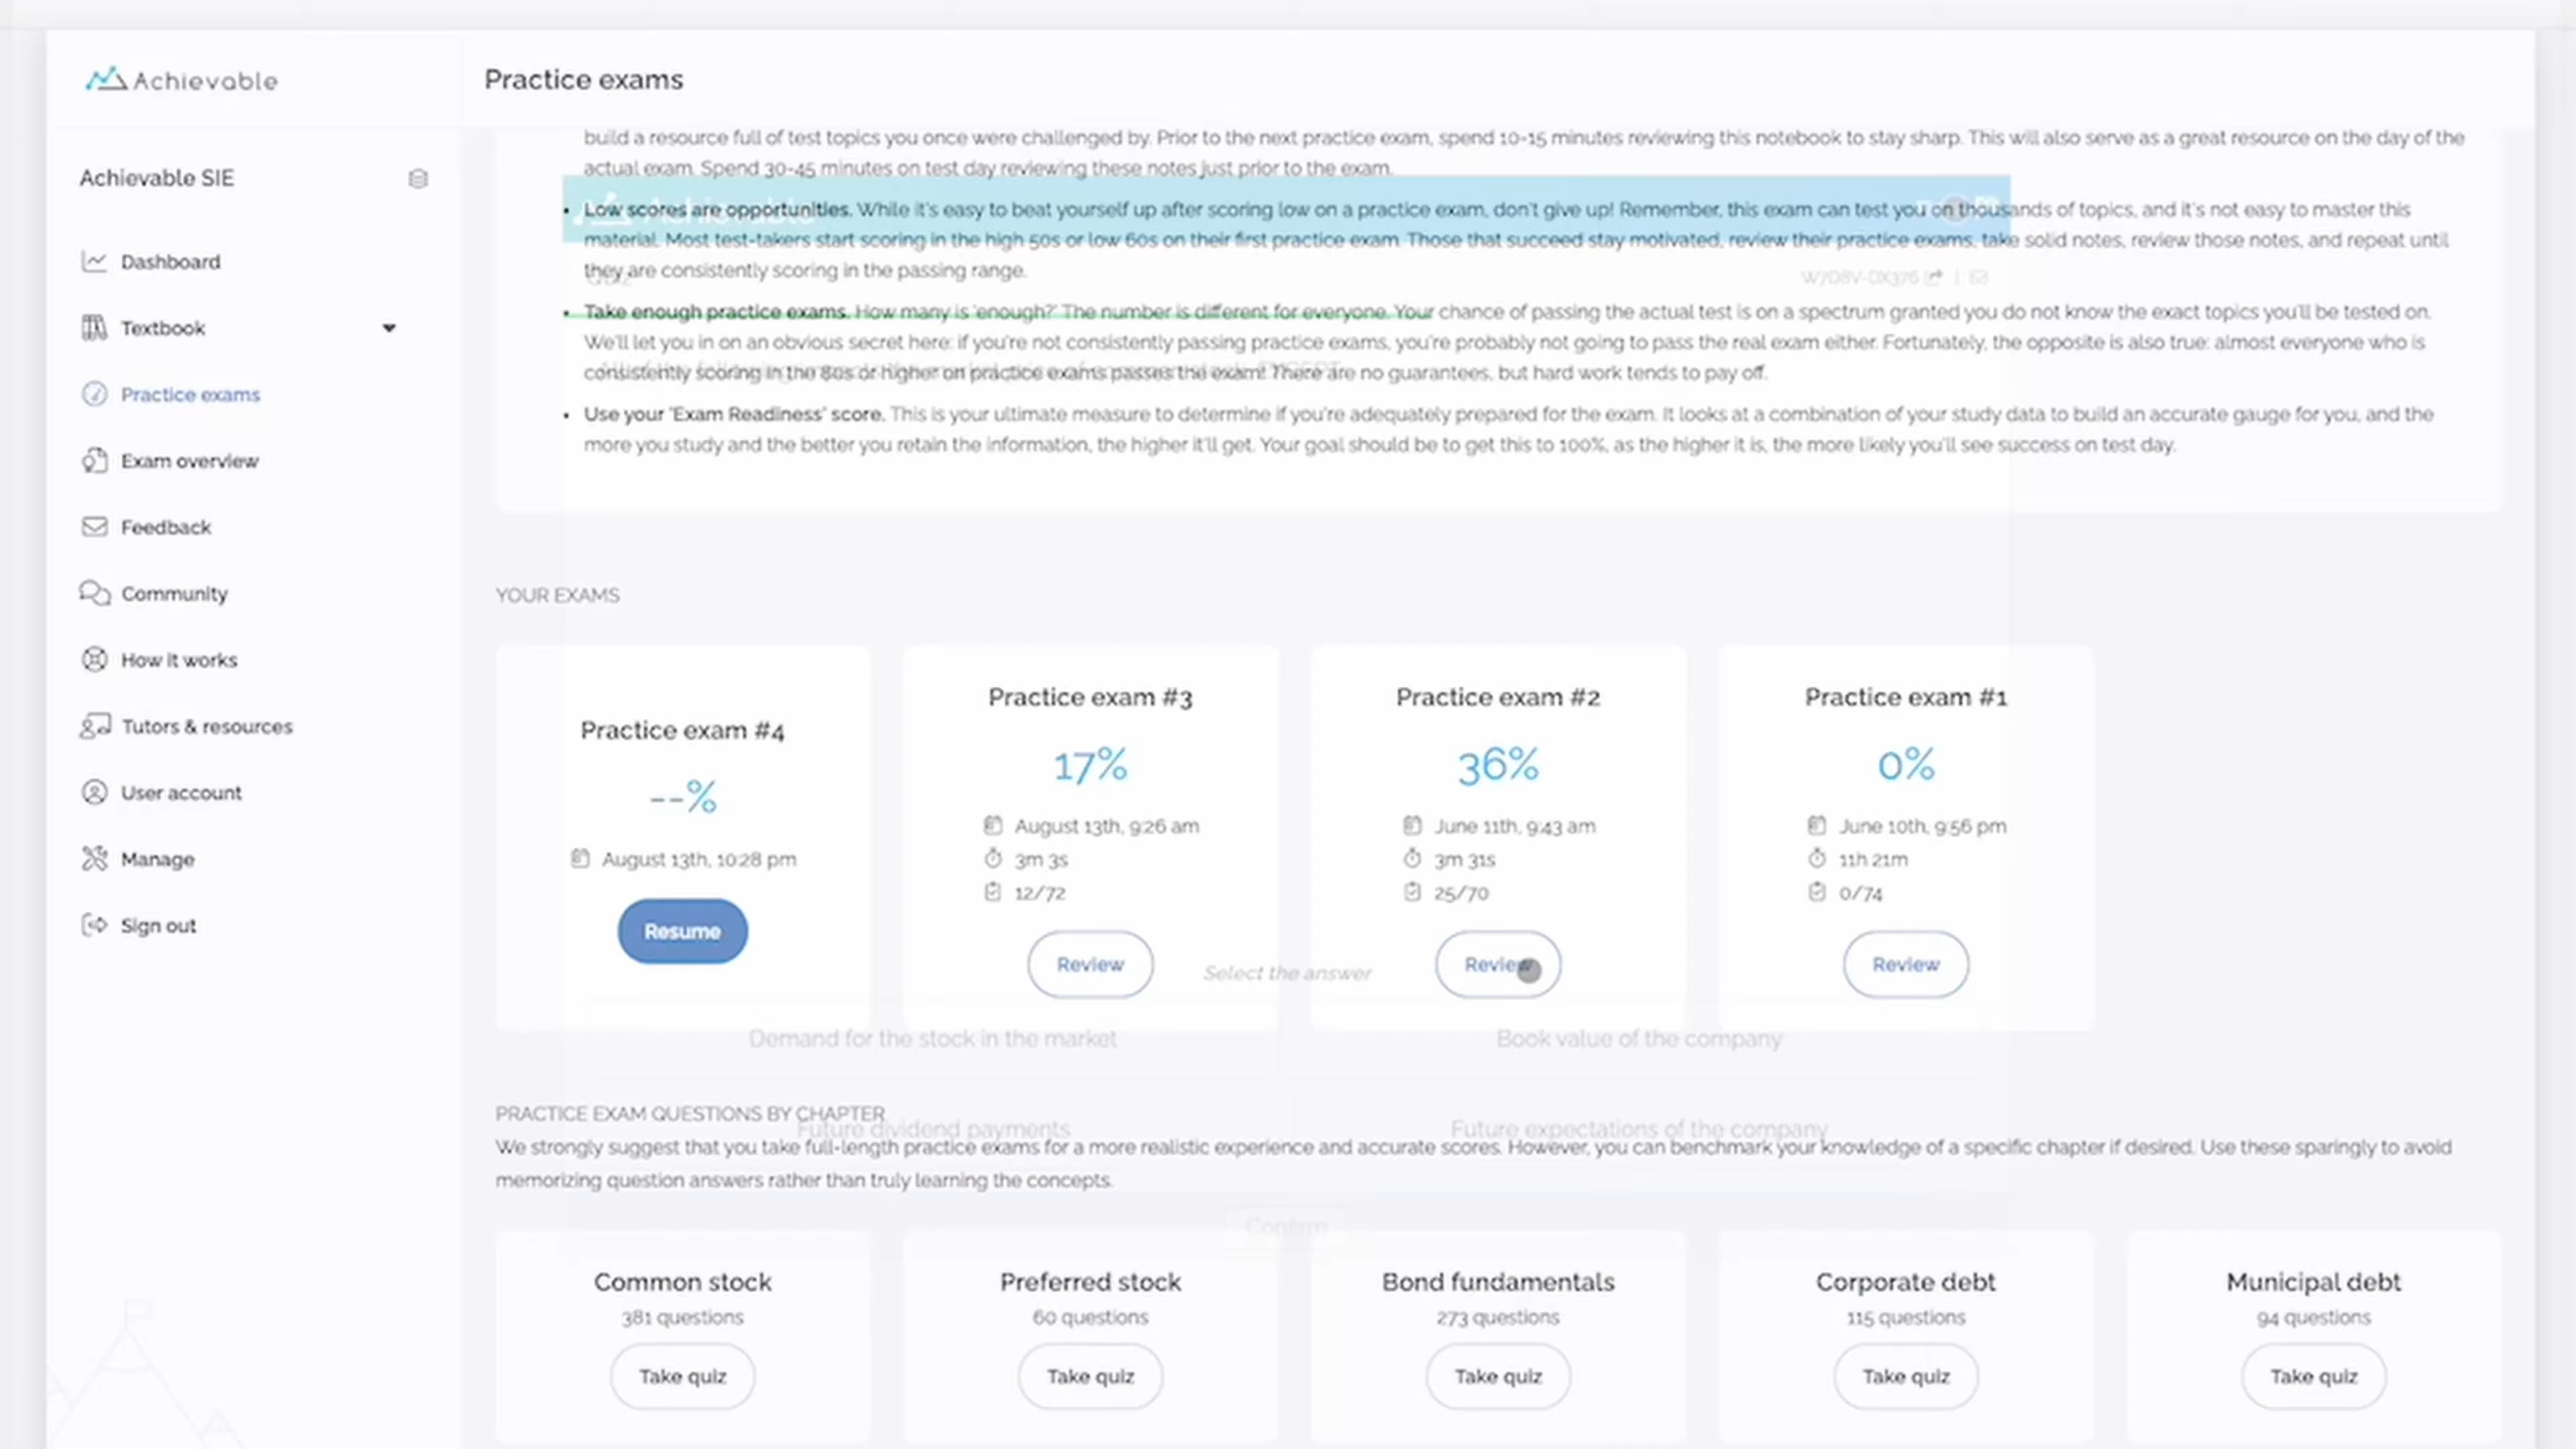 Achievable
Practice exams
Achievable SIE
Dashboard
Textbook
Practice exams
Exam overview
Feedback
Community
How it works
Tutors & resources
User account
Manage
Sign out
build a resource full of test topics you once were challenged by. Prior to the next practice exam, spend 10-15 minutes reviewing this notebook to stay sharp. This will also serve as a great resource on the day of the
actual exam. Spend 30-45 minutes on test day reviewing these notes just prior to the exam.
• Low scores are opportunities. While it's easy to beat yourself up after scoring low on a practice exam, don't give up! Remember, this exam can test you on thousands of topics, and it's not easy to master this
material. Most test-takers start scoring in the high 50s or low 60s on their first practice exam. Those that succeed stay motivated, review their practice exams, take solid notes, review those notes, and repeat until
they are consistently scoring in the passing range.
Quiz
W7D8V-DX376
• Take enough practice exams. How many is 'enough?' The number is different for everyone. Your chance of passing the actual test is on a spectrum granted you do not know the exact topics you'll be tested on.
We'll let you in on an obvious secret here: if you're not consistently passing practice exams, you're probably not going to pass the real exam either. Fortunately, the opposite is also true: almost everyone who is
consistently scoring in the 80s or higher on practice exams passes the exam! There are no guarantees, but hard work tends to pay off.
• Use your 'Exam Readiness' score. This is your ultimate measure to determine if you're adequately prepared for the exam. It looks at a combination of your study data to build an accurate gauge for you, and the
more you study and the better you retain the information, the higher it'll get. Your goal should be to get this to 100%, as the higher it is, the more likely you'll see success on test day.
YOUR EXAMS
Practice exam #4
--%
August 13th, 10:28 pm
Resume
Practice exam #3
17%
August 13th, 9:26 am
3m 3s
12/72
Review
Practice exam #2
36%
June 11th, 9:43 am
3m 31s
25/70
Review
Practice exam #1
0%
June 10th, 9:56 pm
11h 21m
0/74
Review
Select the answer
Demand for the stock in the market
Book value of the company
Future dividend payments
Future expectations of the company
PRACTICE EXAM QUESTIONS BY CHAPTER
We strongly suggest that you take full-length practice exams for a more realistic experience and accurate scores. However, you can benchmark your knowledge of a specific chapter if desired. Use these sparingly to avoid
memorizing question answers rather than truly learning the concepts.
Confirm
Common stock
381 questions
Take quiz
Preferred stock
60 questions
Take quiz
Bond fundamentals
273 questions
Take quiz
Corporate debt
115 questions
Take quiz
Municipal debt
94 questions
Take quiz